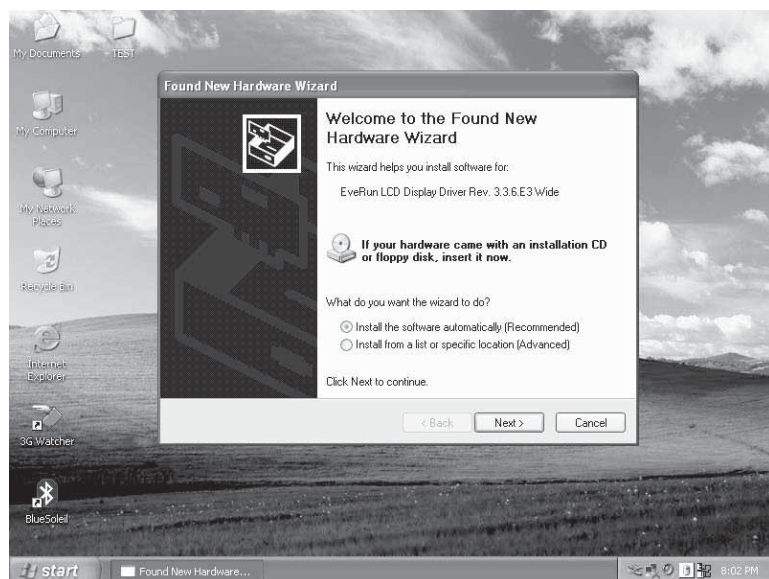 My Documents
TEST
My Computer
My Network
Places
Recycle Bin
Internet
Explorer
3G Watcher
BlueSoleil
Found New Hardware Wizard
Welcome to the Found New
Hardware Wizard
This wizard helps you install software for:
EveRun LCD Display Driver Rev. 3.3.6.E3 Wide
If your hardware came with an installation CD
or floppy disk, insert it now.
What do you want the wizard to do?
Install the software automatically (Recommended)
Install from a list or specific location (Advanced)
Click Next to continue.
< Back
Next >
Cancel
start
Found New Hardware...
8:02 PM